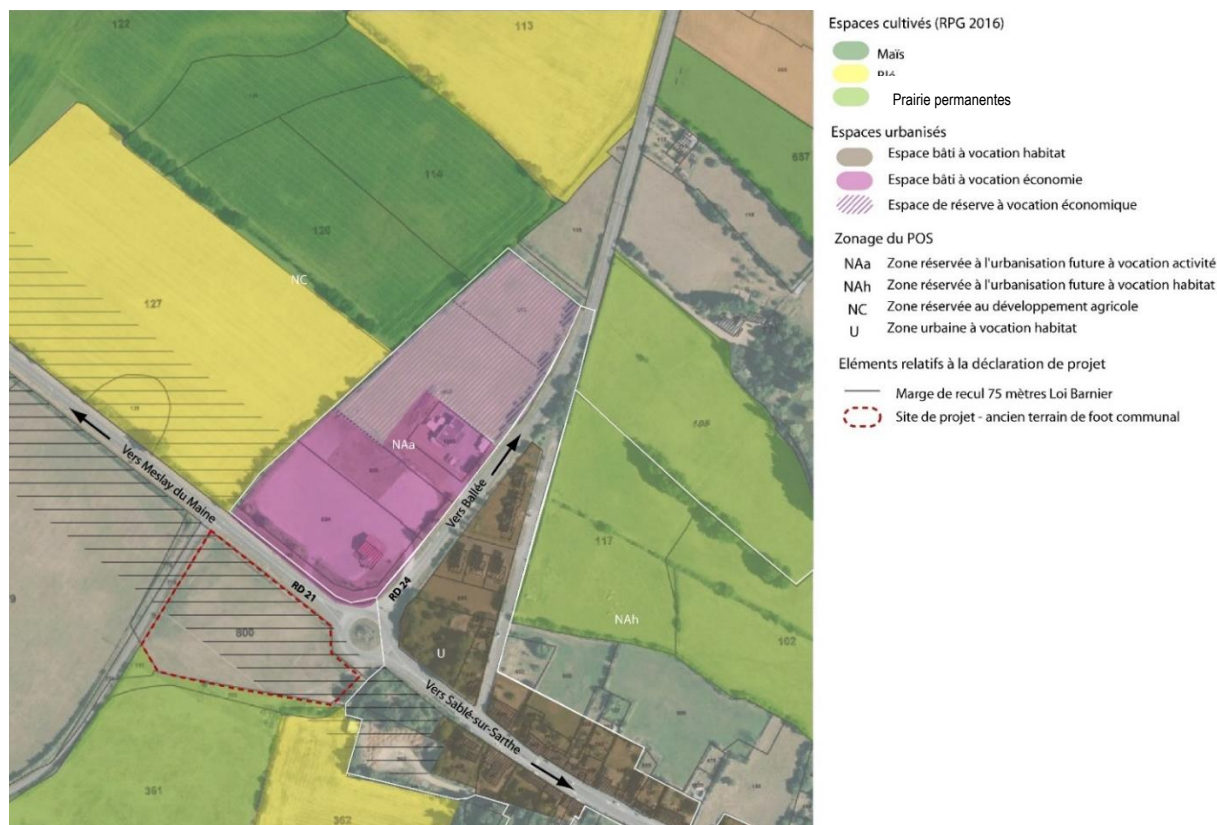 122
113
Espaces cultivés (RPG 2016)
Maïs
Prairie permanentes
Espaces urbanisés
Espace bâti à vocation habitat
Espace bâti à vocation économie
Espace de réserve à vocation économique
Zonage du POS
NAa Zone réservée à l'urbanisation future à vocation activité
NAh Zone réservée à l'urbanisation future à vocation habitat
NC Zone réservée au développement agricole
U Zone urbaine à vocation habitat
Eléments relatifs à la déclaration de projet
Marge de recul 75 mètres Loi Barnier
Site de projet - ancien terrain de foot communal
687
114
120
NC
127
NAa
Vers Meslay du Maine
Vers Ballée
RD 21
RD 24
117
NAh
102
800
U
Vers Sablé-sur-Sarthe
361
362